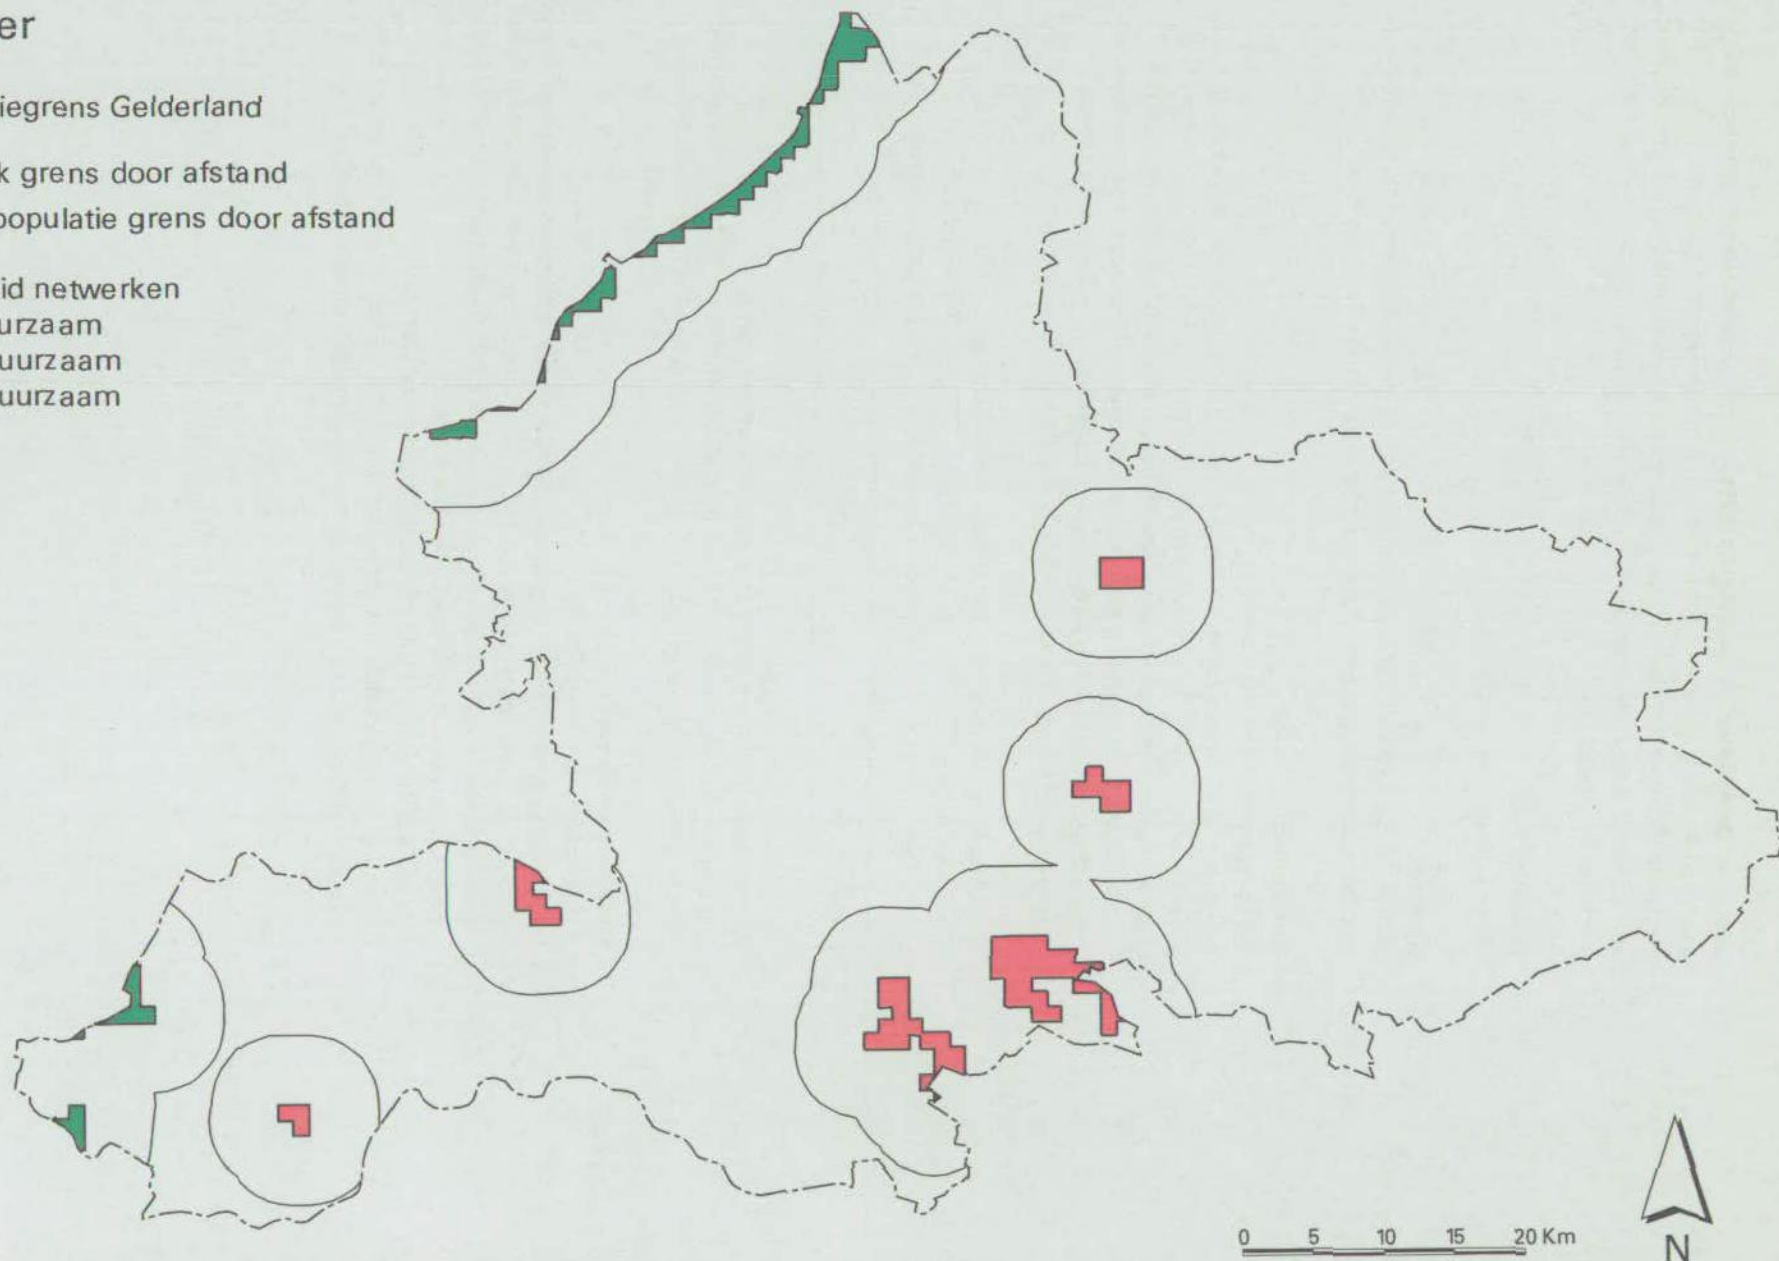 er
iegrens Gelderland
k grens door afstand
populatie grens door afstand
id netwerken
urzaam
uurzaam
uurzaam
0 5 10 15 20 Km
N